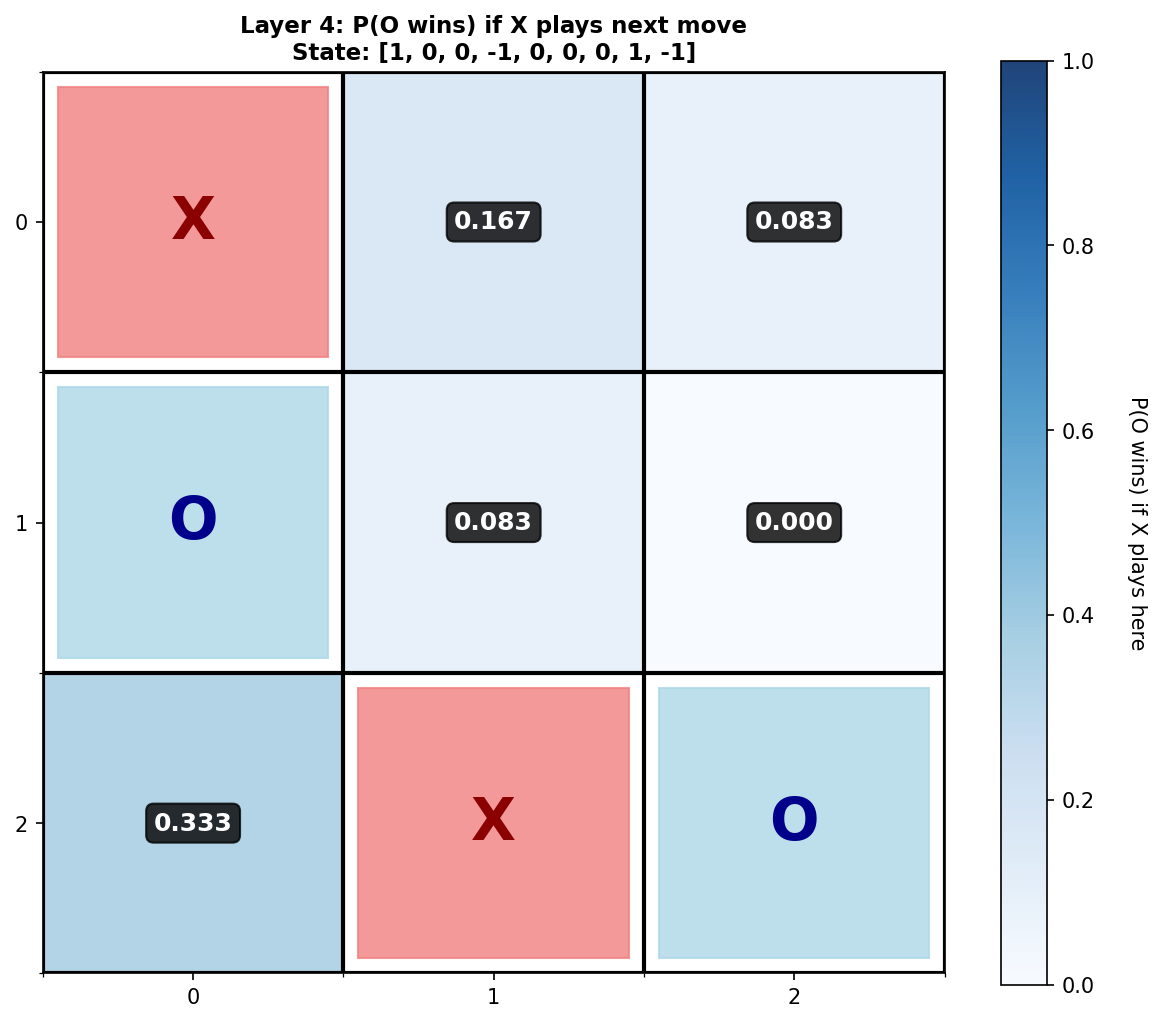 Layer 4: P(O wins) if X plays next move
State: [1, 0, 0, -1, 0, 0, 0, 1, -1]
0
X
0.167
0.083
1
O
0.083
0.000
2
0.333
X
O
0
1
2
1.0
0.8
0.6
0.4
0.2
0.0
P(O wins) if X plays here